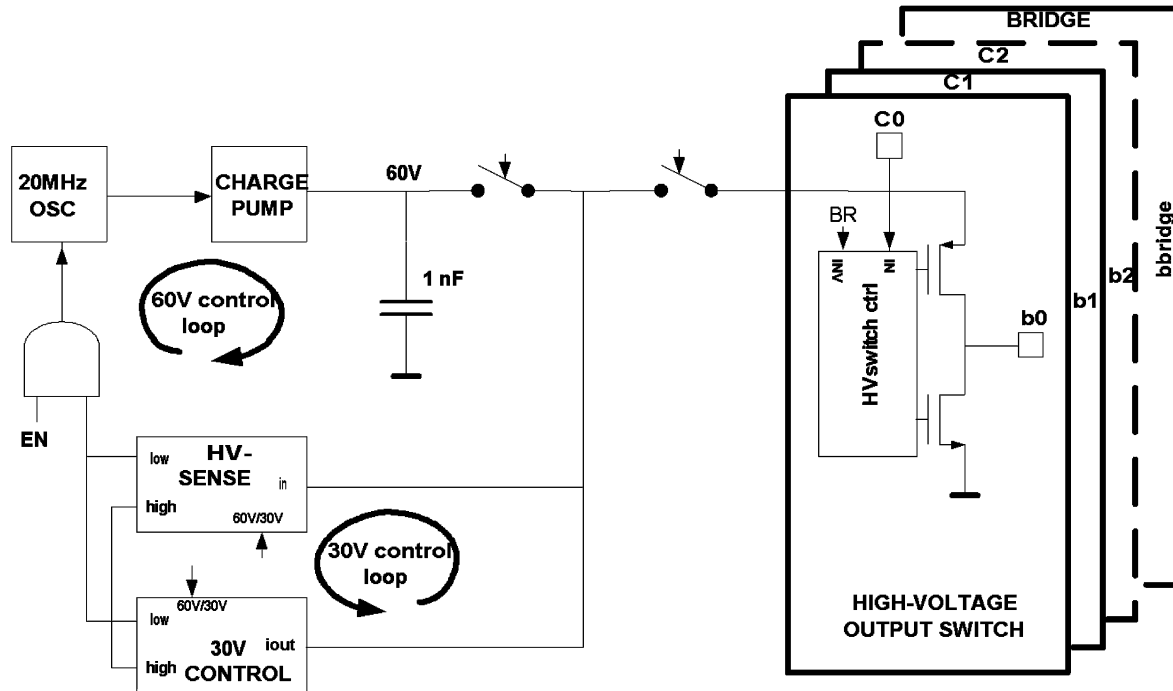 BRIDGE
C2
C1
C0
20MHz
OSC
CHARGE
PUMP
60V
BR
INV
IN
HVswitch ctrl
1 nF
60V control
loop
b0
b1
b2
bbridge
EN
low
HV-
SENSE
in
high
60V/30V
30V control
loop
60V/30V
low
iout
30V
CONTROL
high
HIGH-VOLTAGE
OUTPUT SWITCH